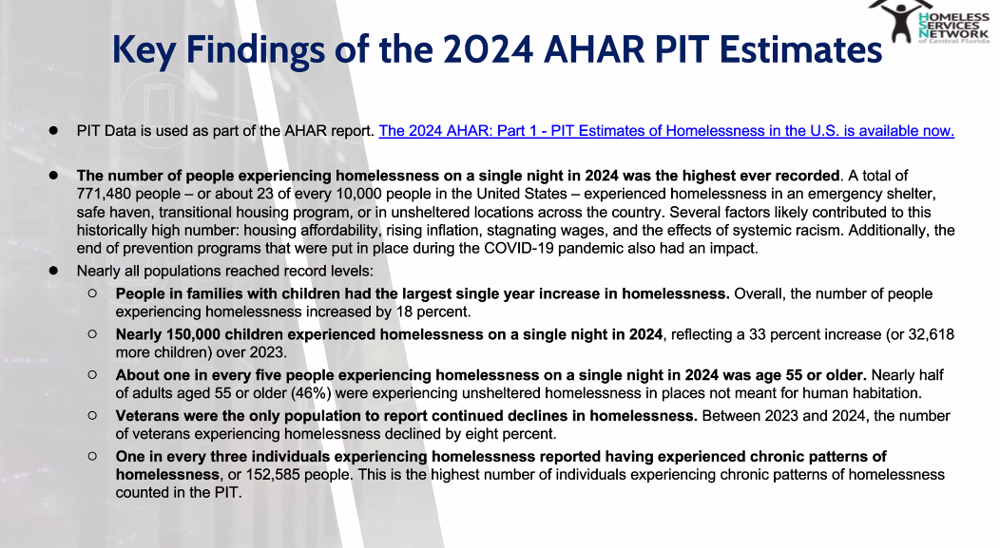 HOMELESS
SERVICES
NETWORK
of Central Florida
Key Findings of the 2024 AHAR PIT Estimates
● PIT Data is used as part of the AHAR report. The 2024 AHAR: Part 1 - PIT Estimates of Homelessness in the U.S. is available now.
● The number of people experiencing homelessness on a single night in 2024 was the highest ever recorded. A total of
771,480 people – or about 23 of every 10,000 people in the United States – experienced homelessness in an emergency shelter,
safe haven, transitional housing program, or in unsheltered locations across the country. Several factors likely contributed to this
historically high number: housing affordability, rising inflation, stagnating wages, and the effects of systemic racism. Additionally, the
end of prevention programs that were put in place during the COVID-19 pandemic also had an impact.
● Nearly all populations reached record levels:
○ People in families with children had the largest single year increase in homelessness. Overall, the number of people
experiencing homelessness increased by 18 percent.
○ Nearly 150,000 children experienced homelessness on a single night in 2024, reflecting a 33 percent increase (or 32,618
more children) over 2023.
○ About one in every five people experiencing homelessness on a single night in 2024 was age 55 or older. Nearly half
of adults aged 55 or older (46%) were experiencing unsheltered homelessness in places not meant for human habitation.
○ Veterans were the only population to report continued declines in homelessness. Between 2023 and 2024, the number
of veterans experiencing homelessness declined by eight percent.
○ One in every three individuals experiencing homelessness reported having experienced chronic patterns of
homelessness, or 152,585 people. This is the highest number of individuals experiencing chronic patterns of homelessness
counted in the PIT.